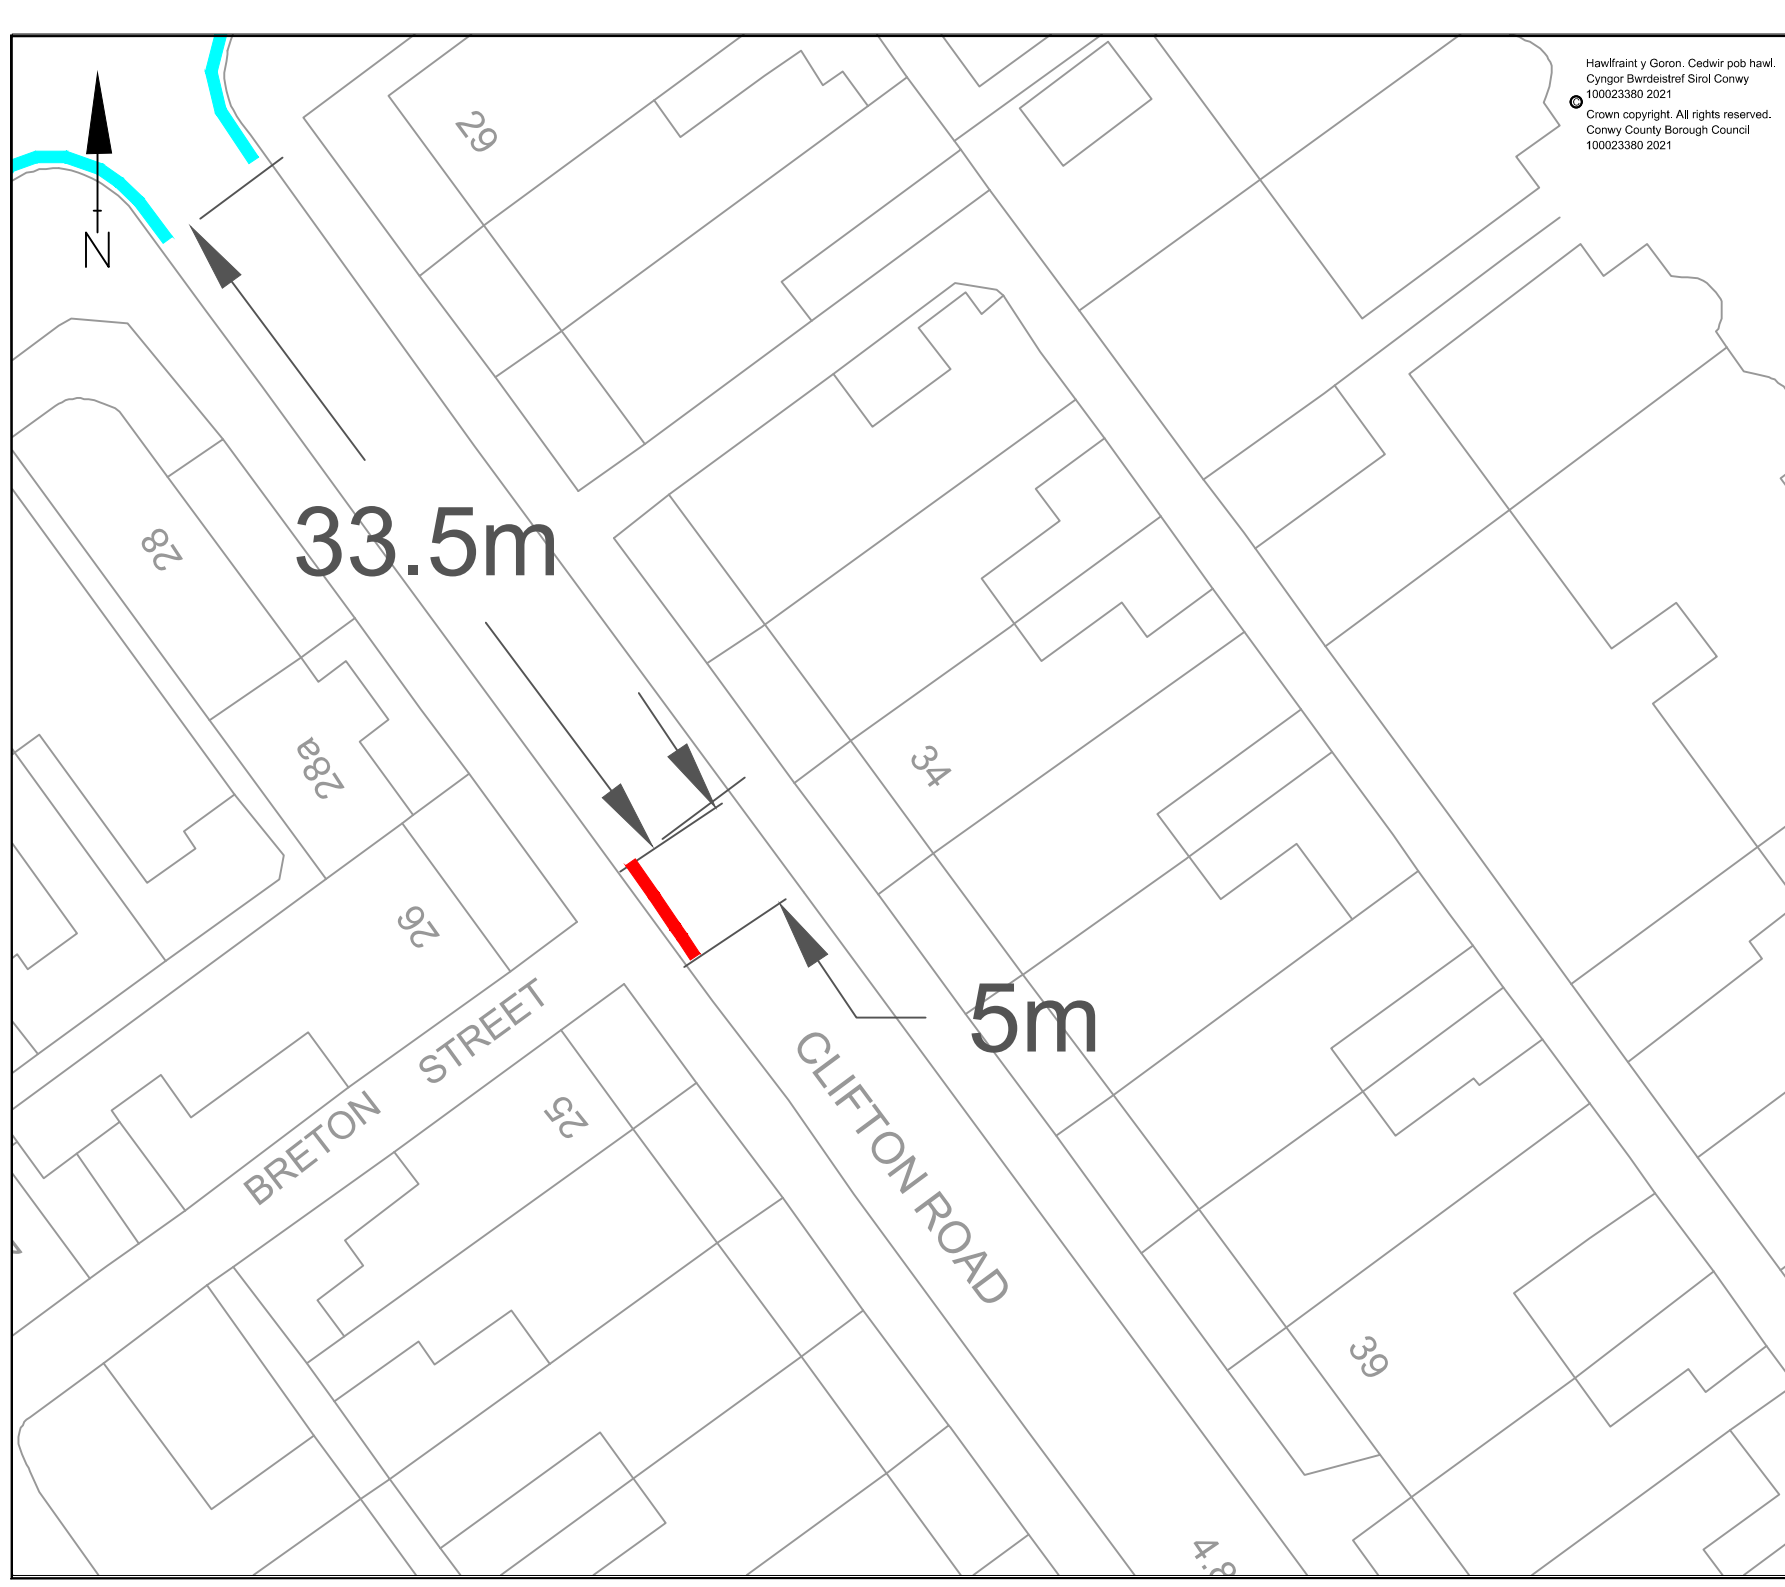 Hawlfraint y Goron. Cedwir pob hawl.
Cyngor Bwrdeistref Sirol Conwy
100023380 2021
©
Crown copyright. All rights reserved.
Conwy County Borough Council
100023380 2021
N
29
33.5m
28
28a
34
26
5m
BRETON STREET
CLIFTON ROAD
25
39